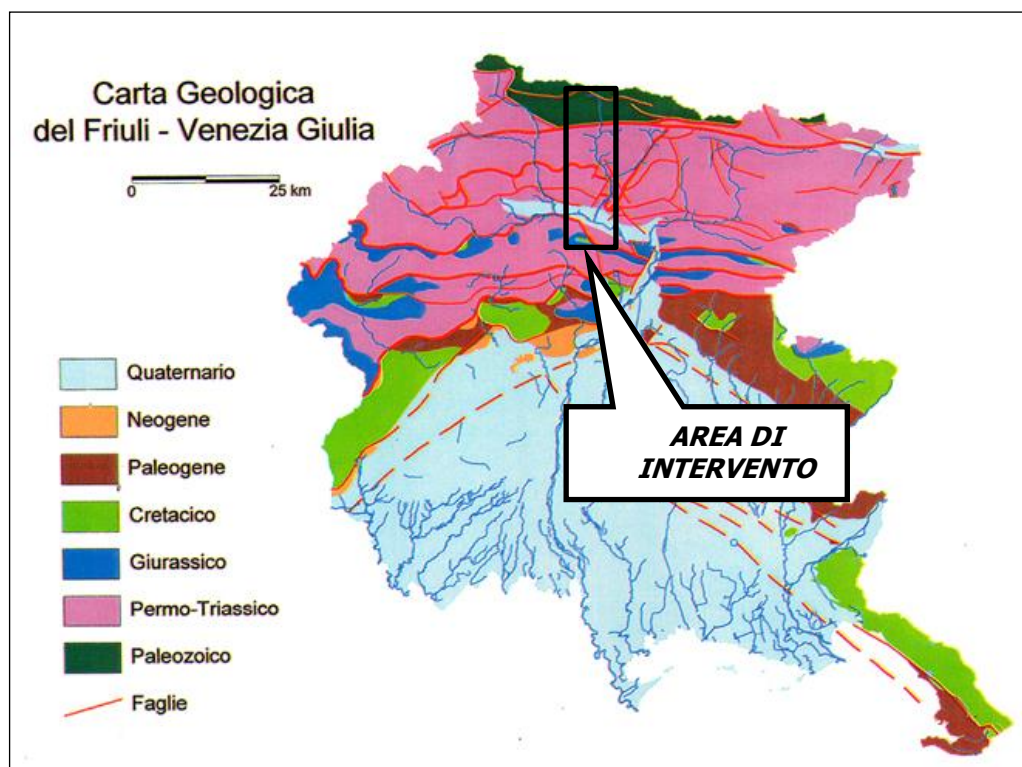 Carta Geologica
del Friuli - Venezia Giulia
0 25 km
Quaternario
Neogene
Paleogene
Cretacico
Giurassico
Permo-Triassico
Paleozoico
Faglie
AREA DI
INTERVENTO